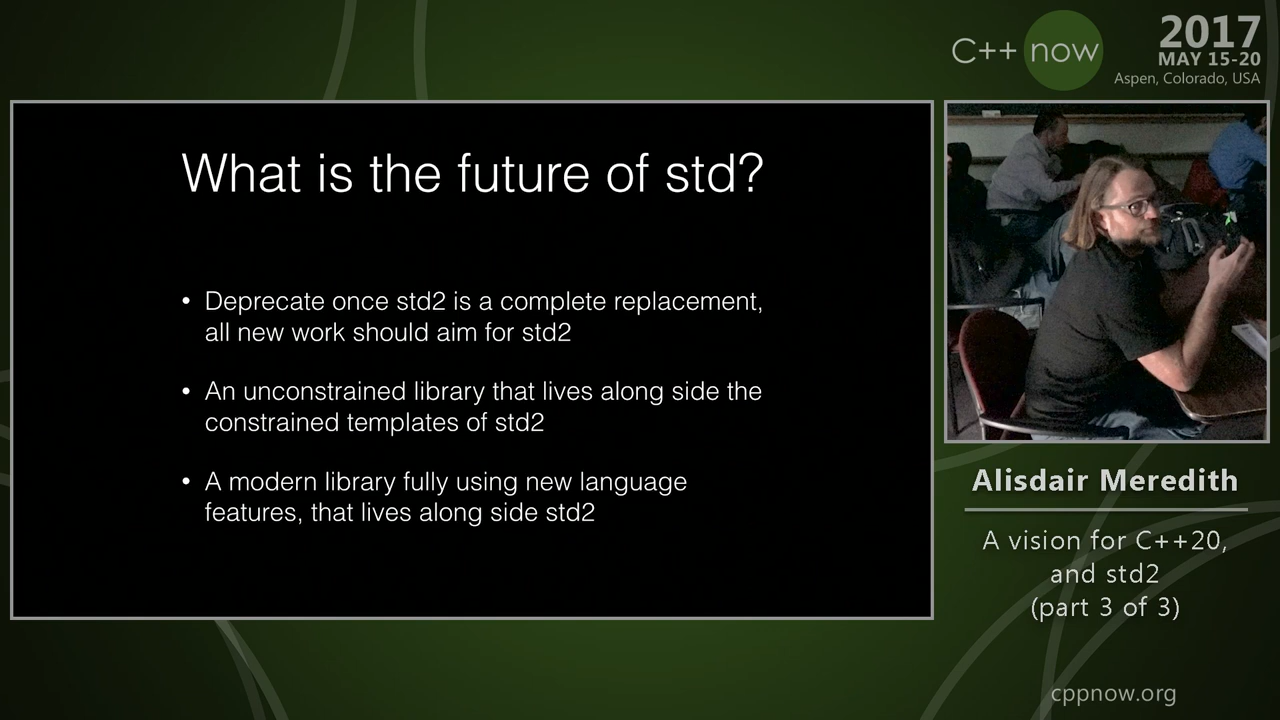 C++ now
2017
MAY 15-20
Aspen, Colorado, USA
What is the future of std?
• Deprecate once std2 is a complete replacement,
all new work should aim for std2
• An unconstrained library that lives along side the
constrained templates of std2
• A modern library fully using new language
features, that lives along side std2
Alisdair Meredith
A vision for C++20,
and std2
(part 3 of 3)
cppnow.org